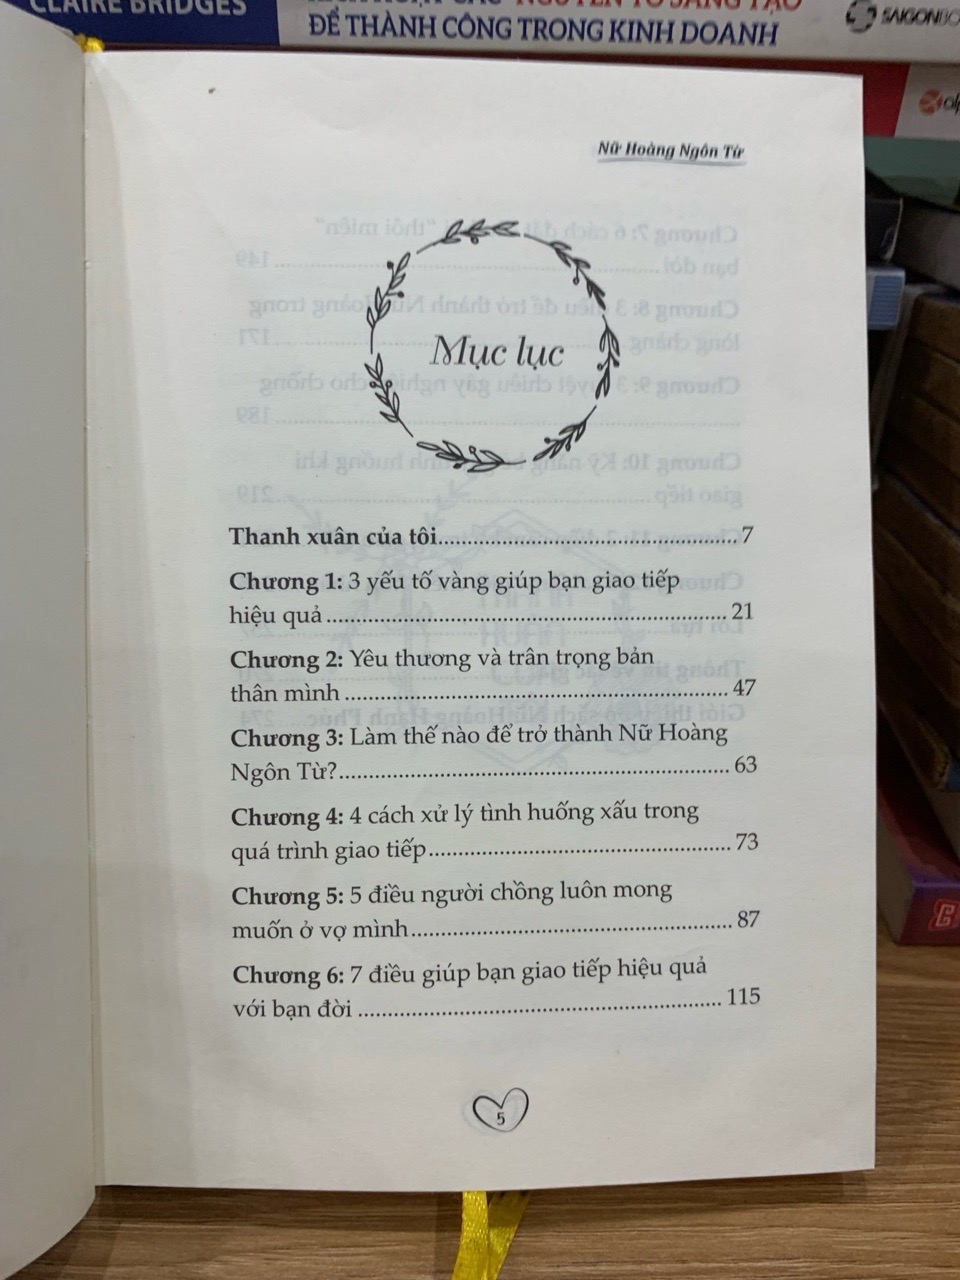 CLAIRE BRIDGES
ĐỂ THÀNH CÔNG TRONG KINH DOANH
Nữ Hoàng Ngôn Từ
Mục lục
Thanh xuân của tôi.................................................. 7
Chương 1: 3 yếu tố vàng giúp bạn giao tiếp
hiệu quả .................................................................. 21
Chương 2: Yêu thương và trân trọng bản
thân mình ................................................................ 47
Chương 3: Làm thế nào để trở thành Nữ Hoàng
Ngôn Từ?................................................................. 63
Chương 4: 4 cách xử lý tình huống xấu trong
quá trình giao tiếp................................................... 73
Chương 5: 5 điều người chồng luôn mong
muốn ở vợ mình...................................................... 87
Chương 6: 7 điều giúp bạn giao tiếp hiệu quả
với bạn đời ............................................................. 115
5